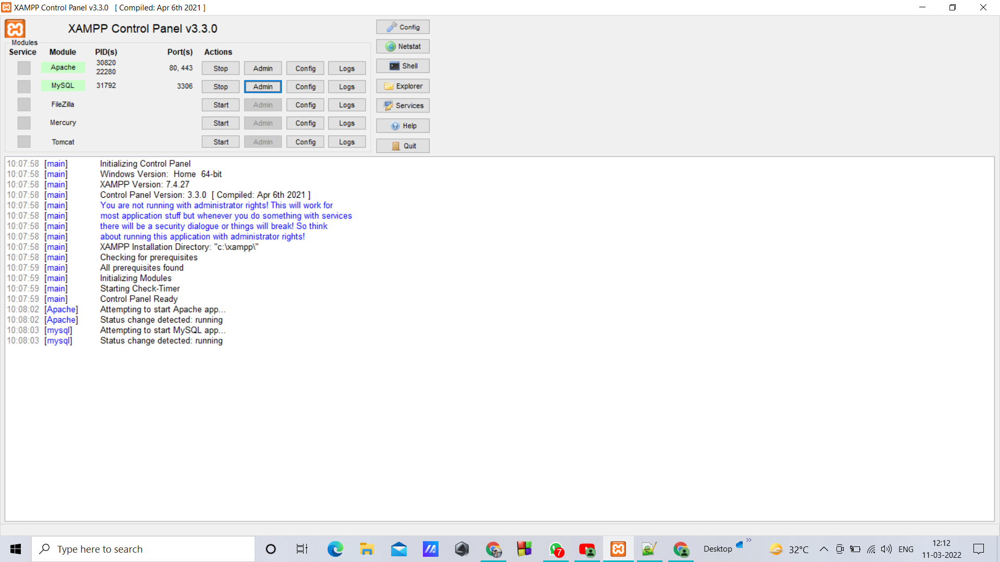 XAMPP Control Panel v3.3.0 [ Compiled: Apr 6th 2021 ]
XAMPP Control Panel v3.3.0
Modules
Service Module PID(s) Port(s) Actions
Apache 30820 22280 80, 443 Stop Admin Config Logs
MySQL 31792 3306 Stop Admin Config Logs
FileZilla Start Admin Config Logs
Mercury Start Admin Config Logs
Tomcat Start Admin Config Logs
Config
Netstat
Shell
Explorer
Services
Help
Quit
10:07:58 [main] Initializing Control Panel
10:07:58 [main] Windows Version: Home 64-bit
10:07:58 [main] XAMPP Version: 7.4.27
10:07:58 [main] Control Panel Version: 3.3.0 [ Compiled: Apr 6th 2021 ]
10:07:58 [main] You are not running with administrator rights! This will work for
10:07:58 [main] most application stuff but whenever you do something with services
10:07:58 [main] there will be a security dialogue or things will break! So think
10:07:58 [main] about running this application with administrator rights!
10:07:58 [main] XAMPP Installation Directory: "c:\xampp\"
10:07:58 [main] Checking for prerequisites
10:07:59 [main] All prerequisites found
10:07:59 [main] Initializing Modules
10:07:59 [main] Starting Check-Timer
10:07:59 [main] Control Panel Ready
10:08:02 [Apache] Attempting to start Apache app...
10:08:02 [Apache] Status change detected: running
10:08:03 [mysql] Attempting to start MySQL app...
10:08:03 [mysql] Status change detected: running
Type here to search
7
Desktop
32°C
ENG
12:12
11-03-2022